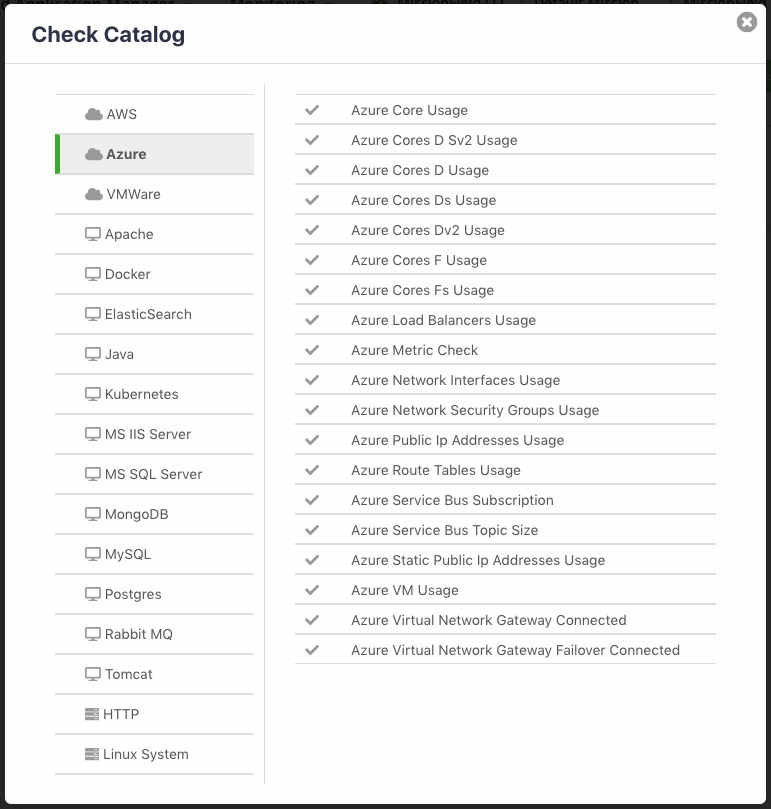 Check Catalog
AWS
Azure
VMWare
Apache
Docker
ElasticSearch
Java
Kubernetes
MS IIS Server
MS SQL Server
MongoDB
MySQL
Postgres
Rabbit MQ
Tomcat
HTTP
Linux System
Azure Core Usage
Azure Cores D Sv2 Usage
Azure Cores D Usage
Azure Cores Ds Usage
Azure Cores Dv2 Usage
Azure Cores F Usage
Azure Cores Fs Usage
Azure Load Balancers Usage
Azure Metric Check
Azure Network Interfaces Usage
Azure Network Security Groups Usage
Azure Public Ip Addresses Usage
Azure Route Tables Usage
Azure Service Bus Subscription
Azure Service Bus Topic Size
Azure Static Public Ip Addresses Usage
Azure VM Usage
Azure Virtual Network Gateway Connected
Azure Virtual Network Gateway Failover Connected